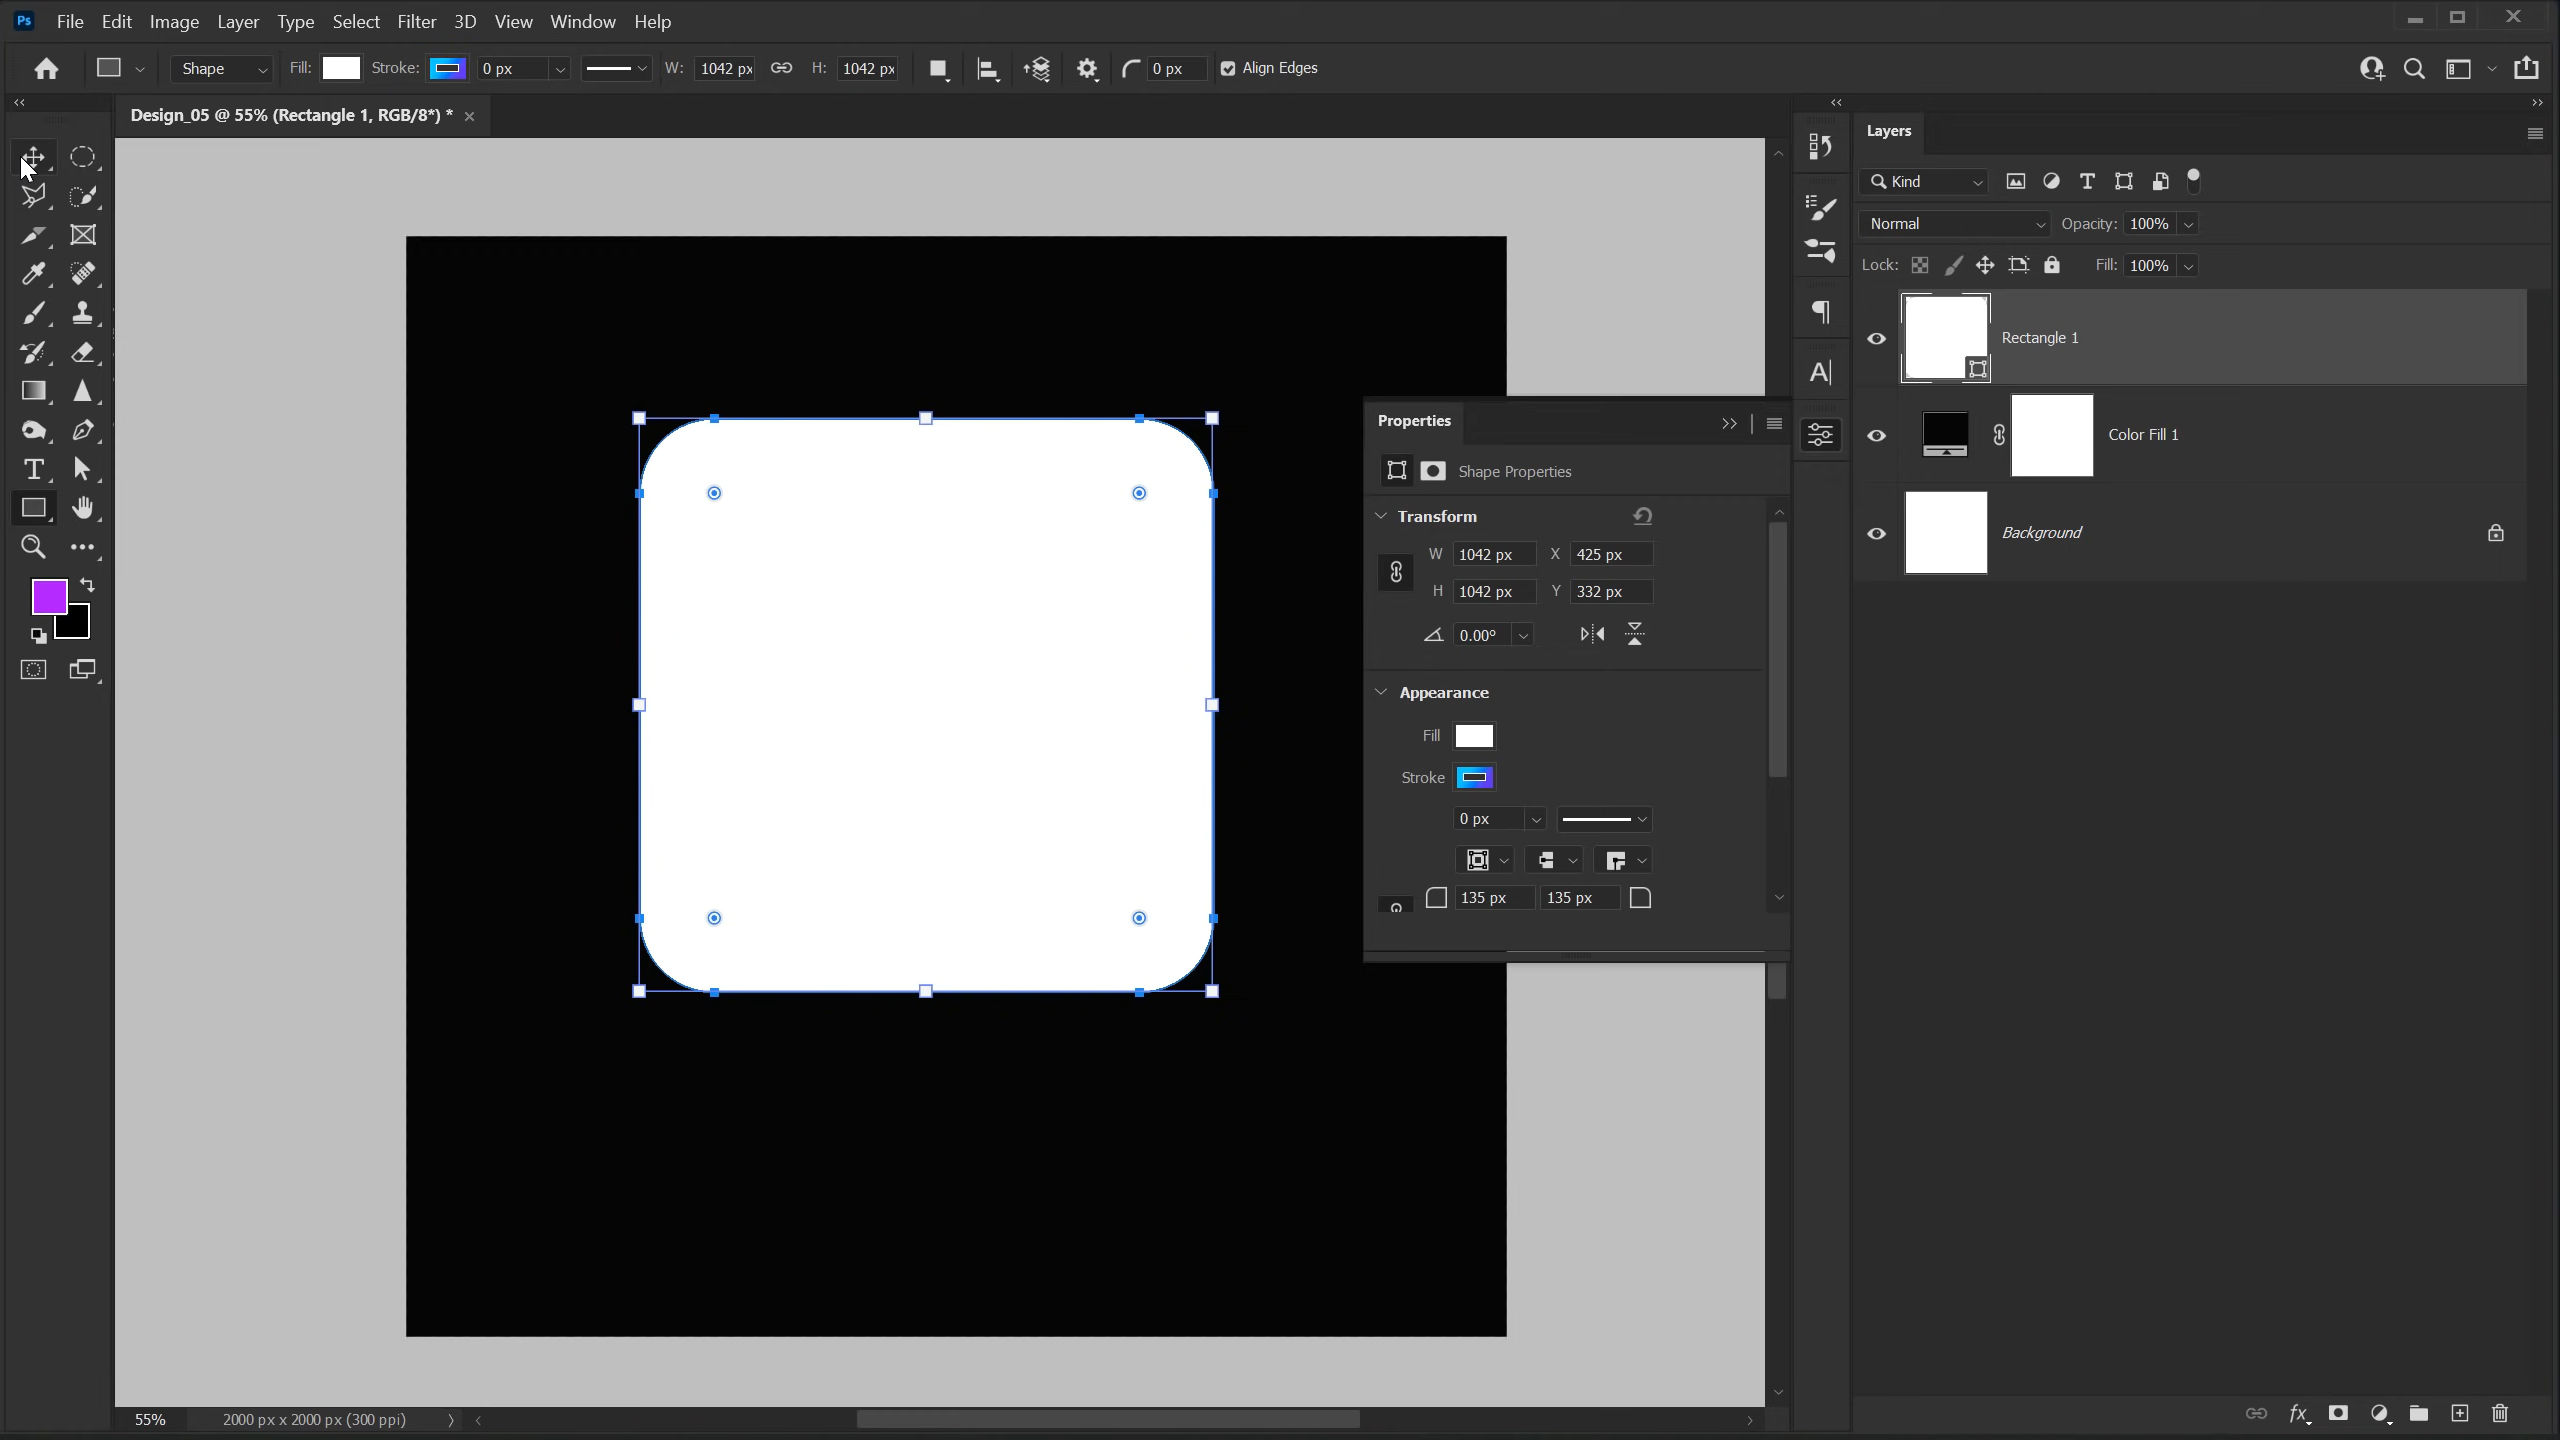 Ps File Edit Image Layer Type Select Filter 3D View Window Help
Shape Fill: Stroke: 0 px W: 1042 px H: 1042 px 0 px Align Edges
Design_05 @ 55% (Rectangle 1, RGB/8*) * ×
Layers
Kind
Normal Opacity: 100%
Lock: Fill: 100%
Rectangle 1
Color Fill 1
Background
Properties
Shape Properties
Transform
W 1042 px X 425 px
H 1042 px Y 332 px
0.00°
Appearance
Fill
Stroke
0 px
135 px 135 px
55% 2000 px x 2000 px (300 ppi)